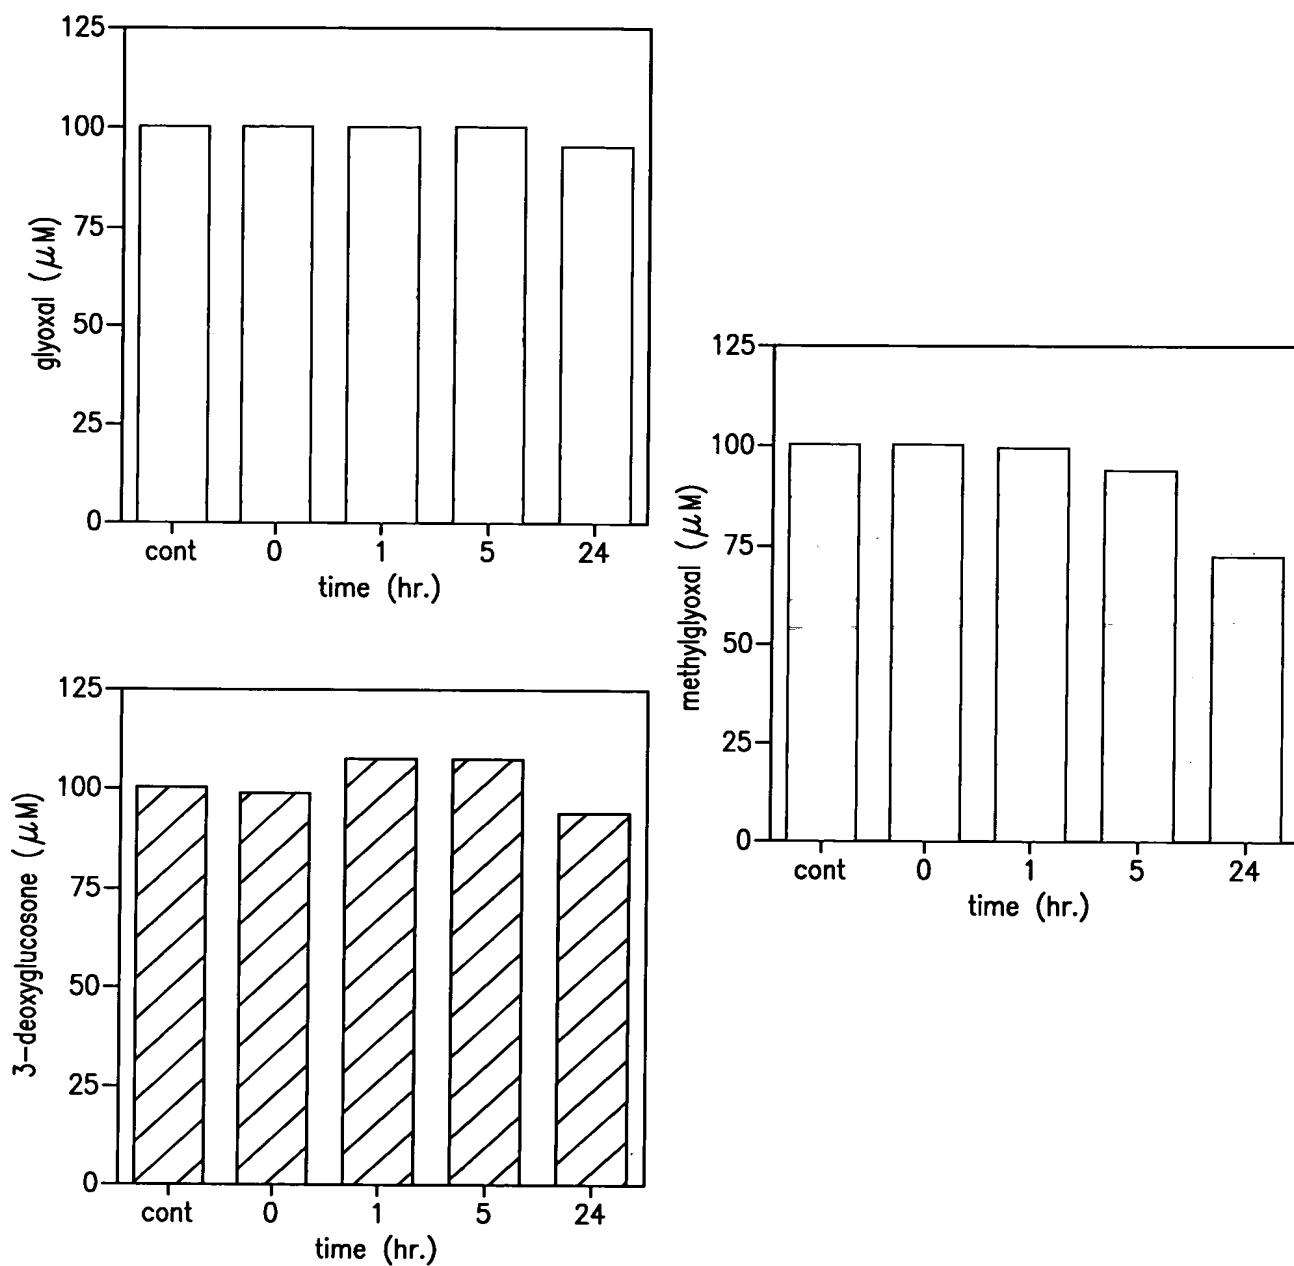 glyoxal (μM)
125
100
75
50
25
0
cont 0 1 5 24
time (hr.)
methylglyoxal (μM)
125
100
75
50
25
0
cont 0 1 5 24
time (hr.)
3-deoxyglucosone (μM)
125
100
75
50
25
0
cont 0 1 5 24
time (hr.)